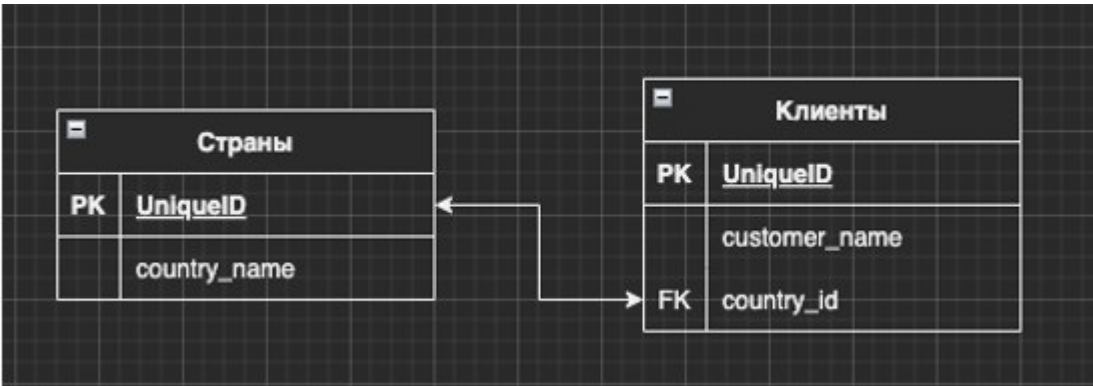 Страны
PK UniqueID
country_name
Клиенты
PK UniqueID
customer_name
FK country_id